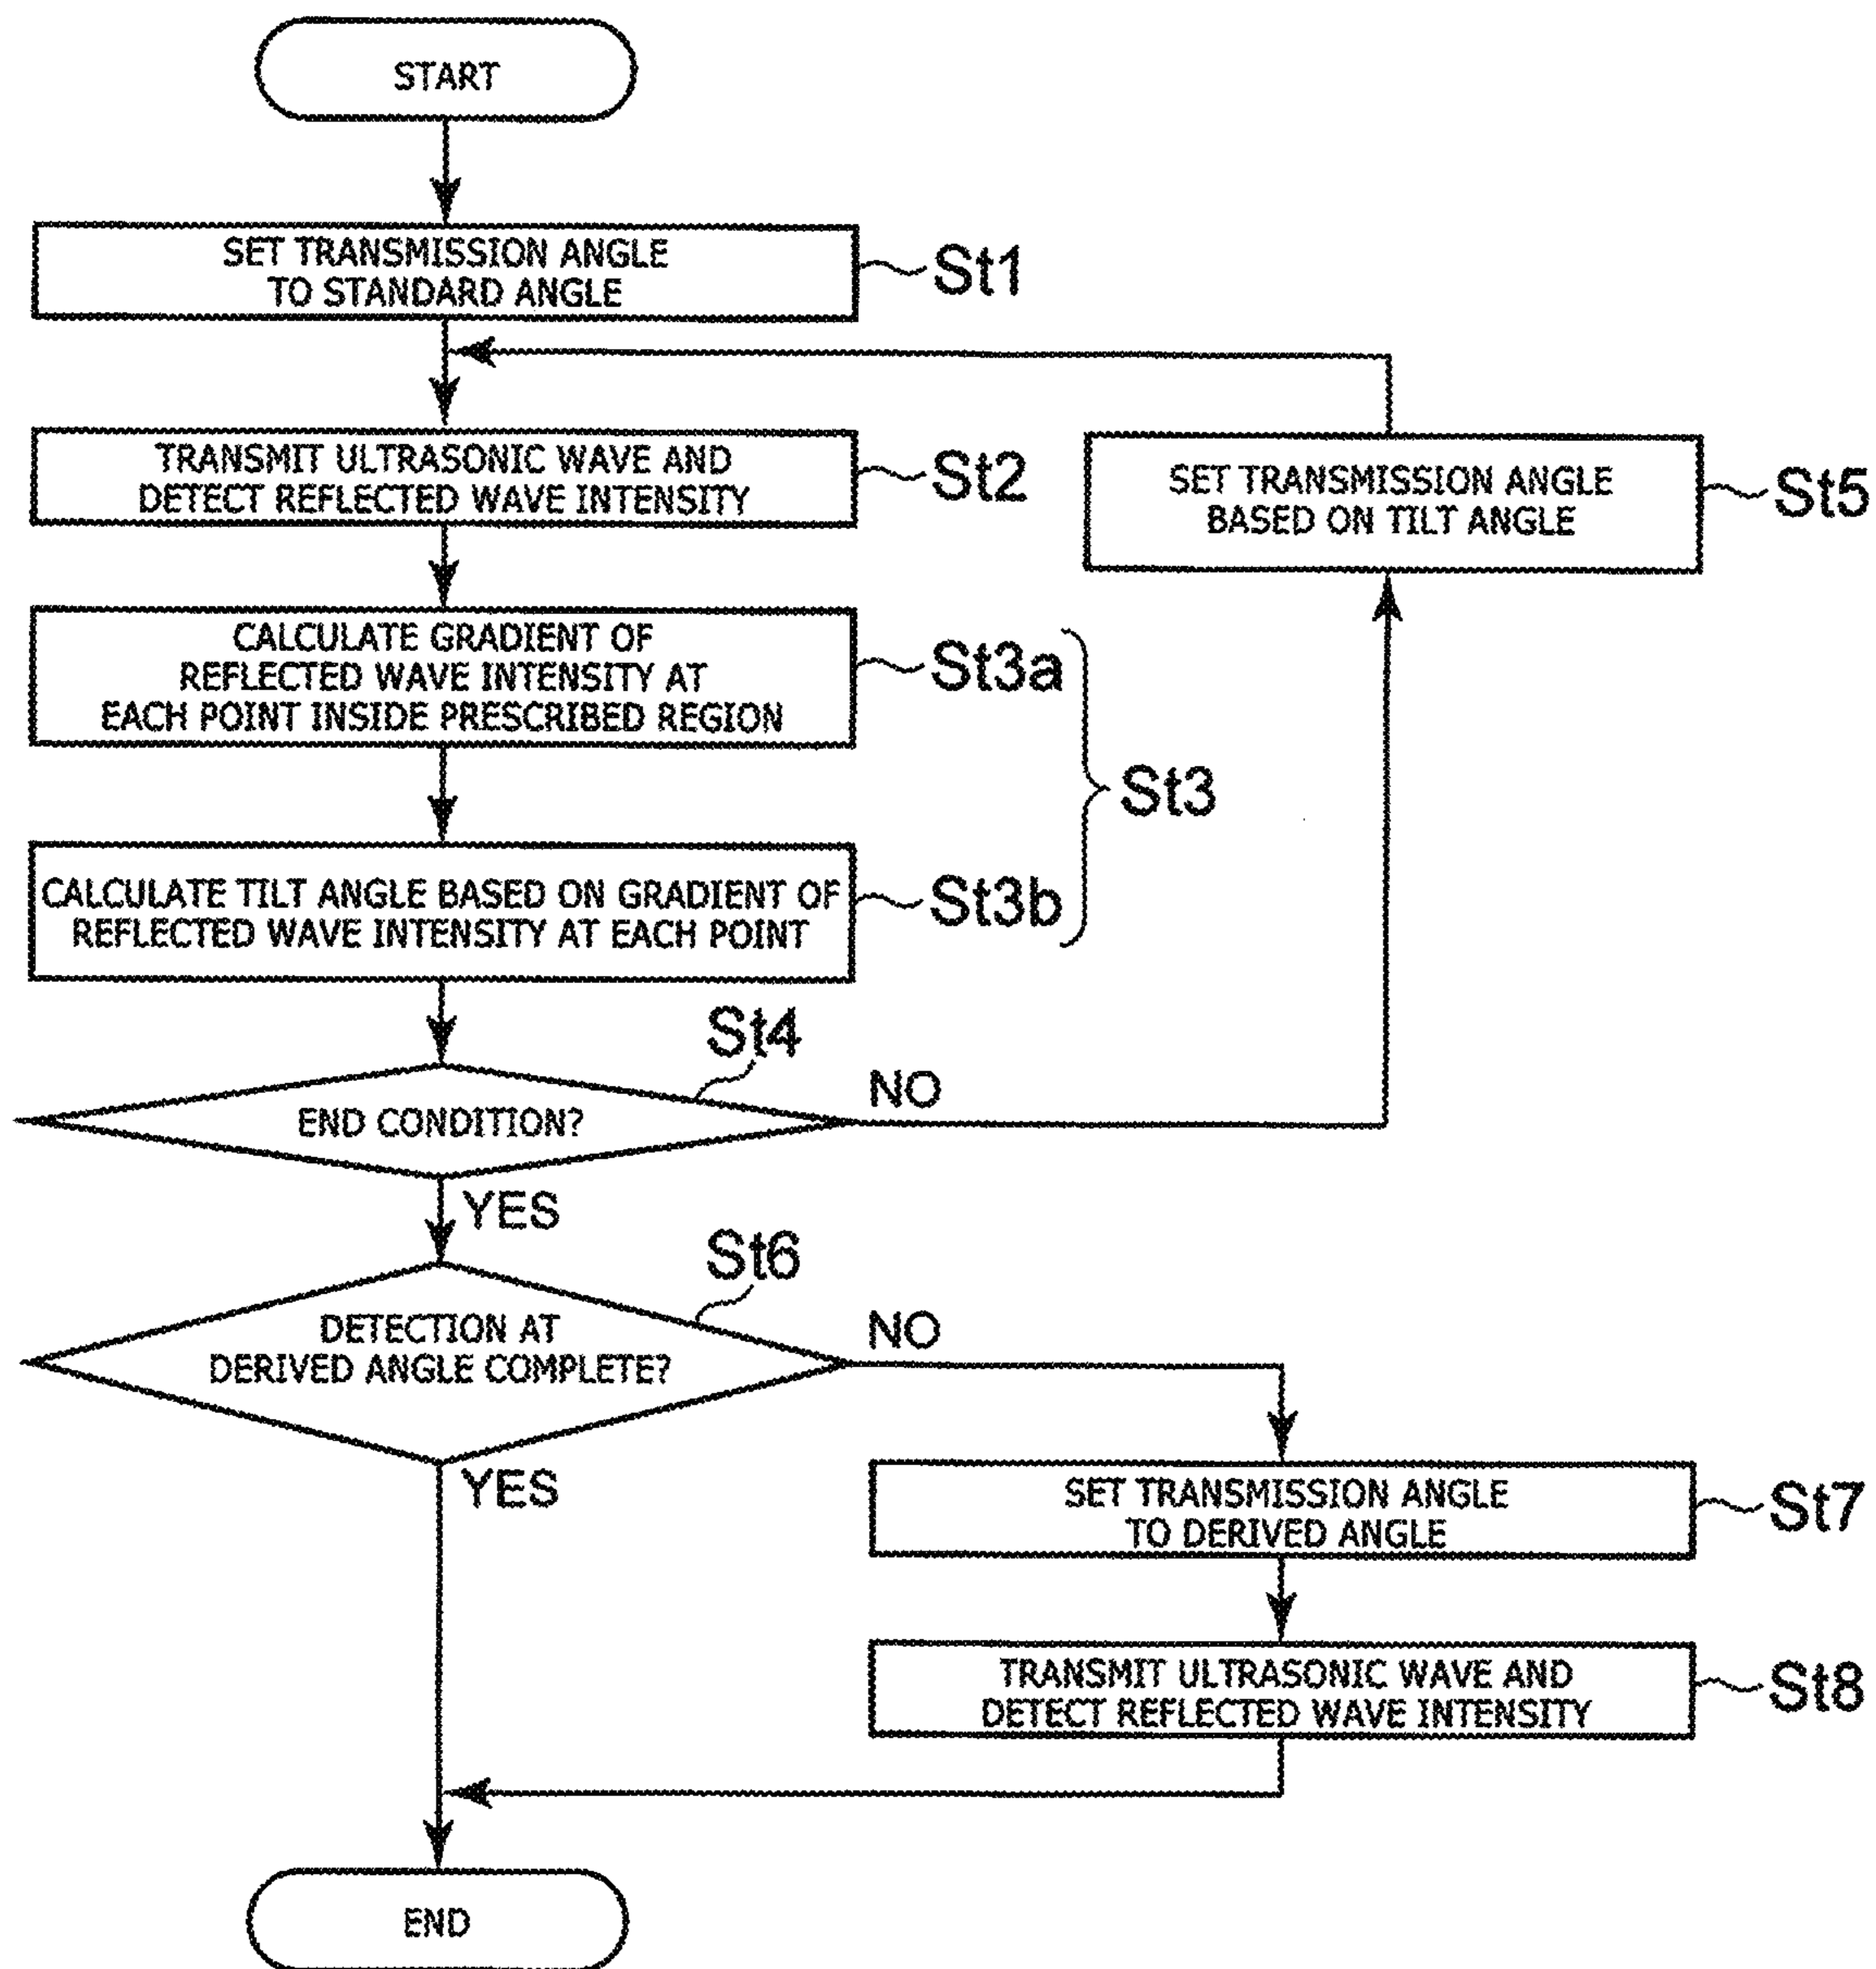 START
SET TRANSMISSION ANGLE
TO STANDARD ANGLE
St1
TRANSMIT ULTRASONIC WAVE AND
DETECT REFLECTED WAVE INTENSITY
St2
SET TRANSMISSION ANGLE
BASED ON TILT ANGLE
St5
CALCULATE GRADIENT OF
REFLECTED WAVE INTENSITY AT
EACH POINT INSIDE PRESCRIBED REGION
St3a
St3
CALCULATE TILT ANGLE BASED ON GRADIENT OF
REFLECTED WAVE INTENSITY AT EACH POINT
St3b
St4
END CONDITION?
NO
YES
St6
DETECTION AT
DERIVED ANGLE COMPLETE?
NO
YES
SET TRANSMISSION ANGLE
TO DERIVED ANGLE
St7
TRANSMIT ULTRASONIC WAVE AND
DETECT REFLECTED WAVE INTENSITY
St8
END